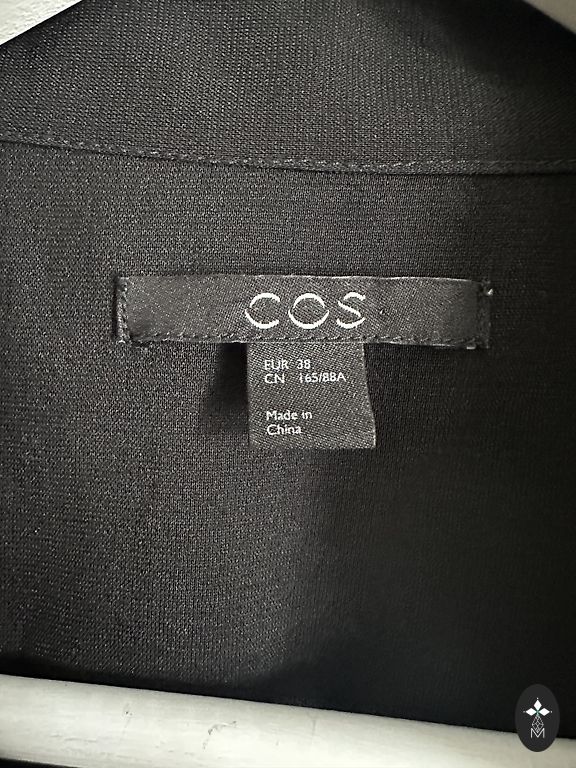 COS
EUR 38
CN 165/88A
Made in
China
M